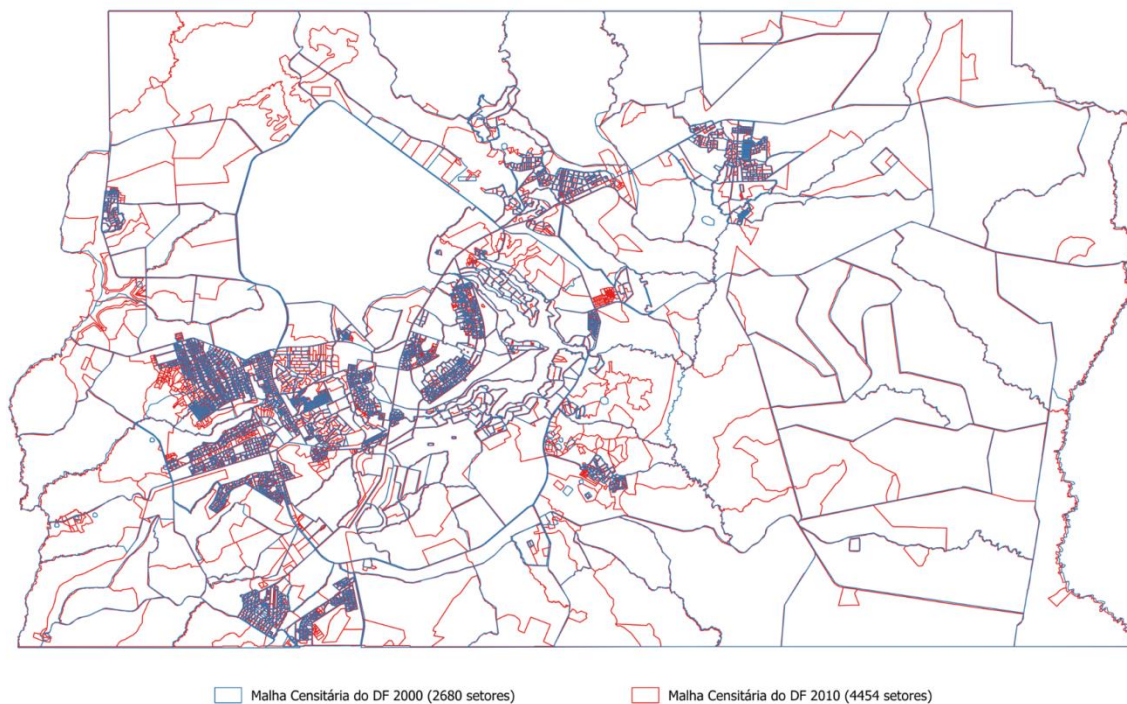 Malha Censitária do DF 2000 (2680 setores)
Malha Censitária do DF 2010 (4454 setores)